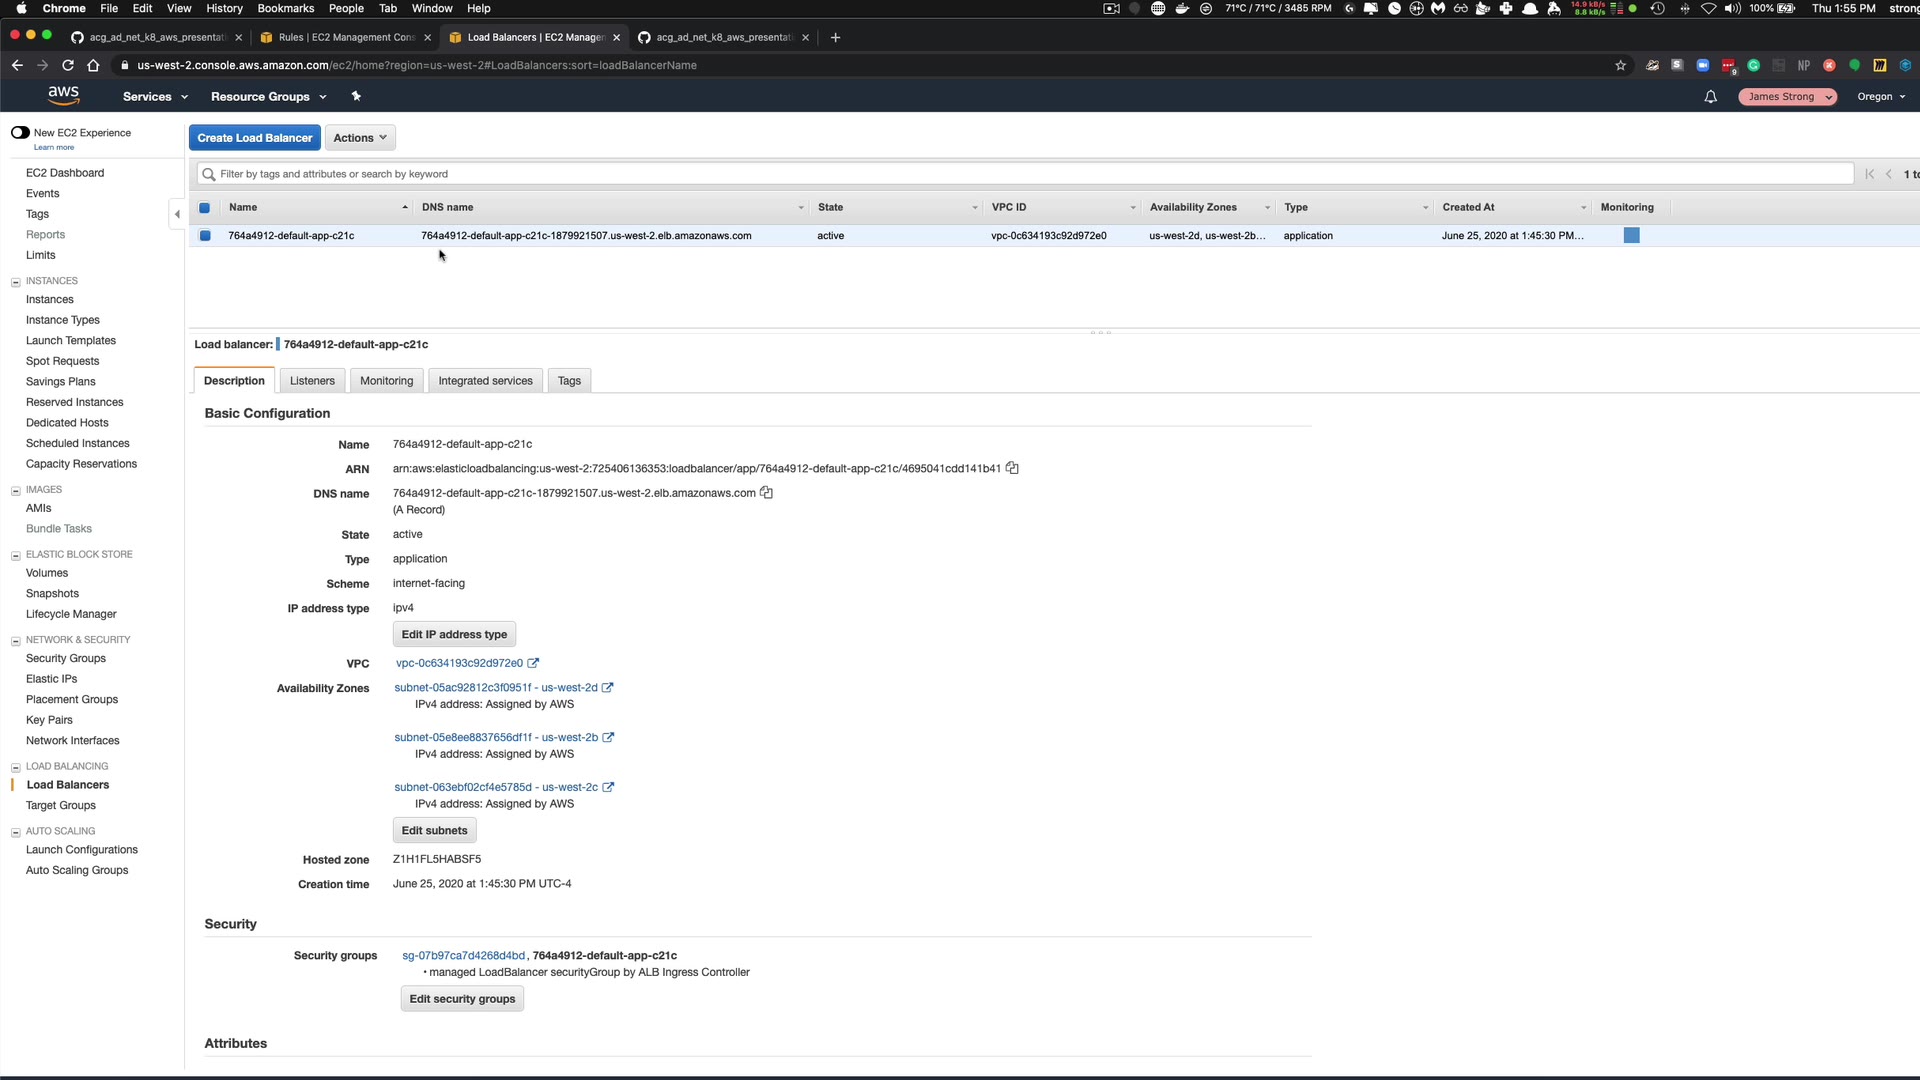 Chrome File Edit View History Bookmarks People Tab Window Help 71°C / 71°C / 3485 RPM 14.9 kB/s 8.8 kB/s 100% Thu 1:55 PM strong
acg_ad_net_k8_aws_presentati Rules | EC2 Management Cons Load Balancers | EC2 Manage acg_ad_net_k8_aws_presentati
us-west-2.console.aws.amazon.com/ec2/home?region=us-west-2#LoadBalancers:sort=loadBalancerName
aws Services Resource Groups James Strong Oregon
New EC2 Experience
Learn more
EC2 Dashboard
Events
Tags
Reports
Limits
INSTANCES
Instances
Instance Types
Launch Templates
Spot Requests
Savings Plans
Reserved Instances
Dedicated Hosts
Scheduled Instances
Capacity Reservations
IMAGES
AMIs
Bundle Tasks
ELASTIC BLOCK STORE
Volumes
Snapshots
Lifecycle Manager
NETWORK & SECURITY
Security Groups
Elastic IPs
Placement Groups
Key Pairs
Network Interfaces
LOAD BALANCING
Load Balancers
Target Groups
AUTO SCALING
Launch Configurations
Auto Scaling Groups
Create Load Balancer Actions
Filter by tags and attributes or search by keyword 1 to
Name DNS name State VPC ID Availability Zones Type Created At Monitoring
764a4912-default-app-c21c 764a4912-default-app-c21c-1879921507.us-west-2.elb.amazonaws.com active vpc-0c634193c92d972e0 us-west-2d, us-west-2b... application June 25, 2020 at 1:45:30 PM...
Load balancer: 764a4912-default-app-c21c
Description Listeners Monitoring Integrated services Tags
Basic Configuration
Name 764a4912-default-app-c21c
ARN arn:aws:elasticloadbalancing:us-west-2:725406136353:loadbalancer/app/764a4912-default-app-c21c/4695041cdd141b41
DNS name 764a4912-default-app-c21c-1879921507.us-west-2.elb.amazonaws.com
(A Record)
State active
Type application
Scheme internet-facing
IP address type ipv4
Edit IP address type
VPC vpc-0c634193c92d972e0
Availability Zones subnet-05ac92812c3f0951f - us-west-2d
IPv4 address: Assigned by AWS
subnet-05e8ee8837656df1f - us-west-2b
IPv4 address: Assigned by AWS
subnet-063ebf02cf4e5785d - us-west-2c
IPv4 address: Assigned by AWS
Edit subnets
Hosted zone Z1H1FL5HABSF5
Creation time June 25, 2020 at 1:45:30 PM UTC-4
Security
Security groups sg-07b97ca7d4268d4bd, 764a4912-default-app-c21c
• managed LoadBalancer securityGroup by ALB Ingress Controller
Edit security groups
Attributes